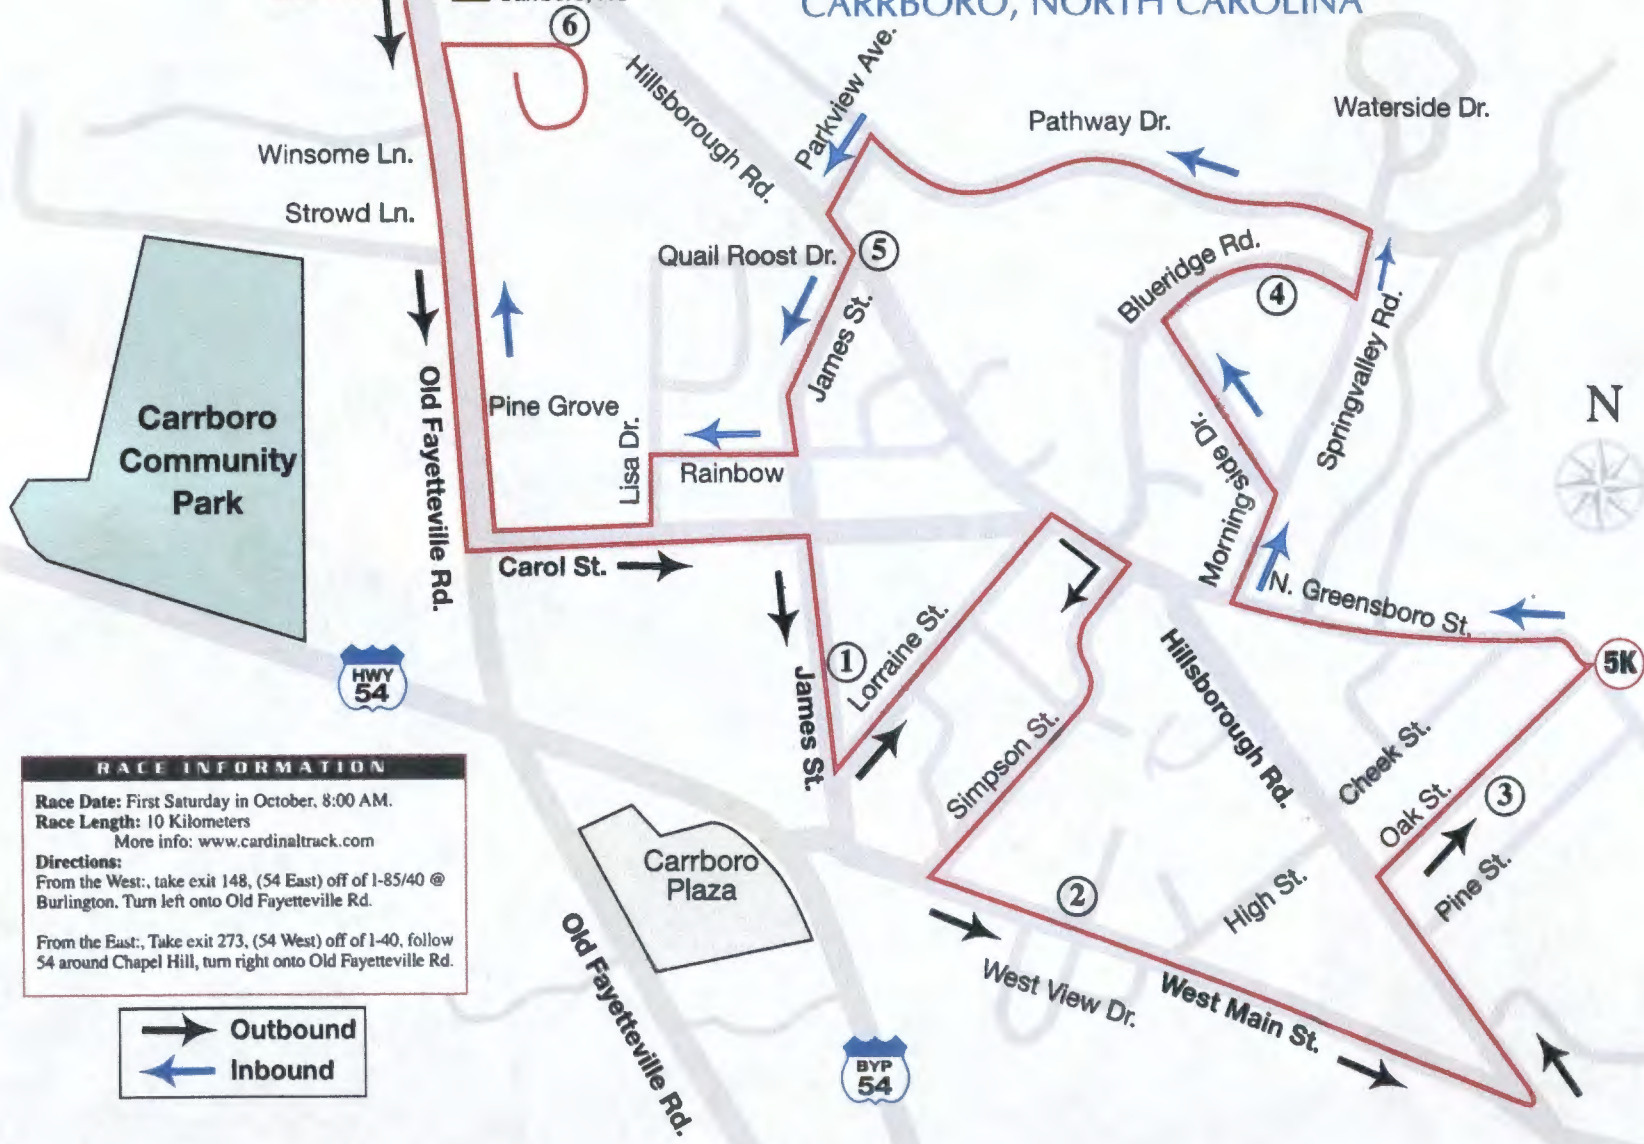 CARRBORO, NORTH CAROLINA
6
Parkview Ave.
Hillsborough Rd.
Pathway Dr.
Waterside Dr.
Winsome Ln.
Strowd Ln.
Quail Roost Dr.
5
Blueridge Rd.
4
James St.
Springvalley Rd.
N
Old Fayetteville Rd.
Pine Grove
Lisa Dr.
Rainbow
Morningside Dr.
Carrboro
Community
Park
Carol St.
N. Greensboro St.
5K
HWY
54
1
James St.
Lorraine St.
Simpson St.
Hillsborough Rd.
Cheek St.
Oak St.
3
Pine St.
High St.
2
Carrboro
Plaza
West View Dr.
West Main St.
Old Fayetteville Rd.
BYP
54
RACE INFORMATION
Race Date: First Saturday in October, 8:00 AM.
Race Length: 10 Kilometers
More info: www.cardinaltrack.com
Directions:
From the West:, take exit 148, (54 East) off of I-85/40 @
Burlington. Turn left onto Old Fayetteville Rd.
From the East:, Take exit 273, (54 West) off of I-40, follow
54 around Chapel Hill, turn right onto Old Fayetteville Rd.
Outbound
Inbound